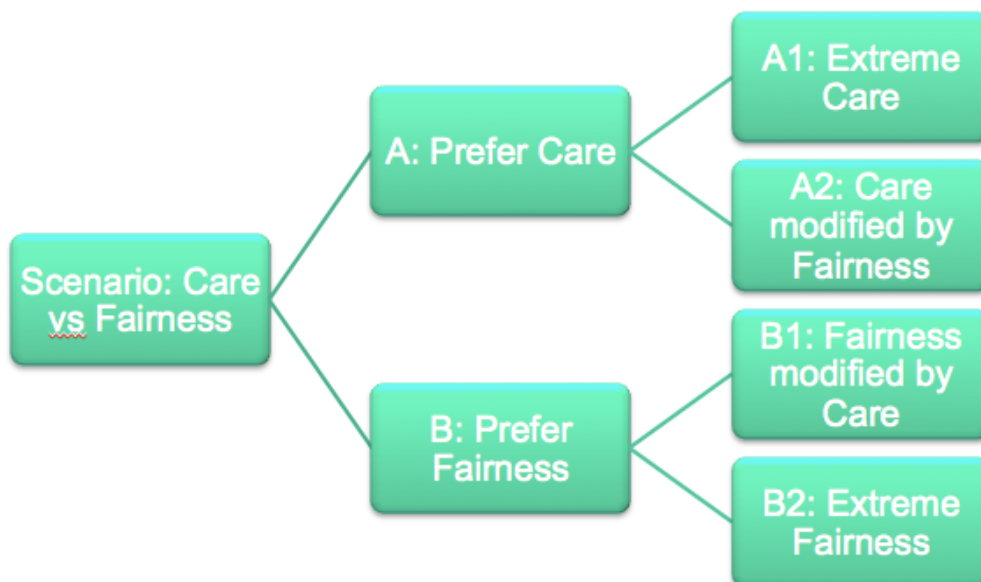 Scenario: Care
vs Fairness
A: Prefer Care
B: Prefer
Fairness
A1: Extreme
Care
A2: Care
modified by
Fairness
B1: Fairness
modified by
Care
B2: Extreme
Fairness